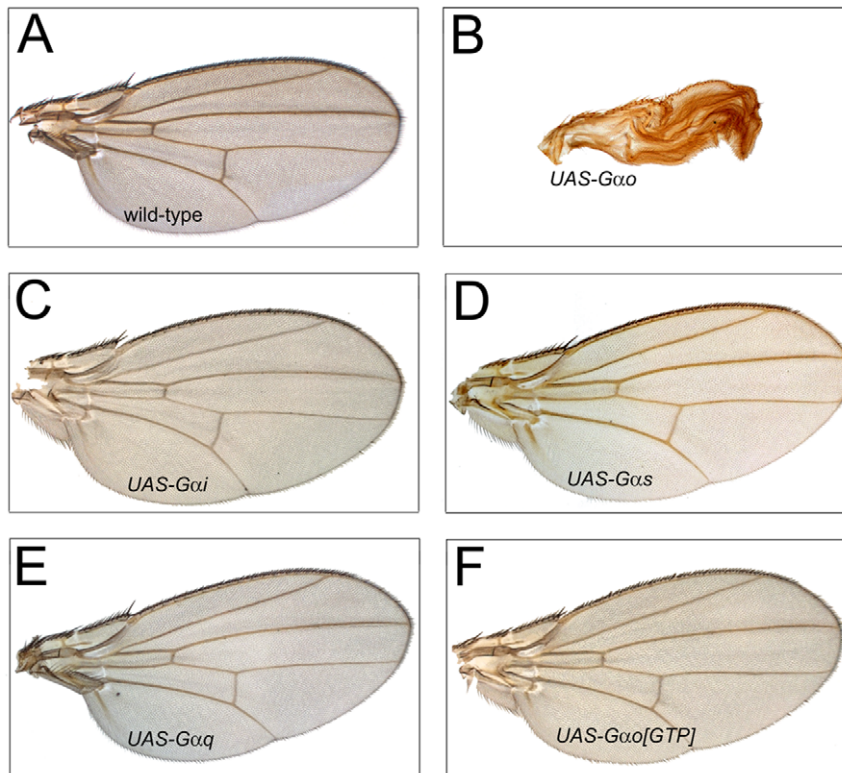 A
wild-type
B
UAS-Gαo
C
UAS-Gαi
D
UAS-Gαs
E
UAS-Gαq
F
UAS-Gαo[GTP]